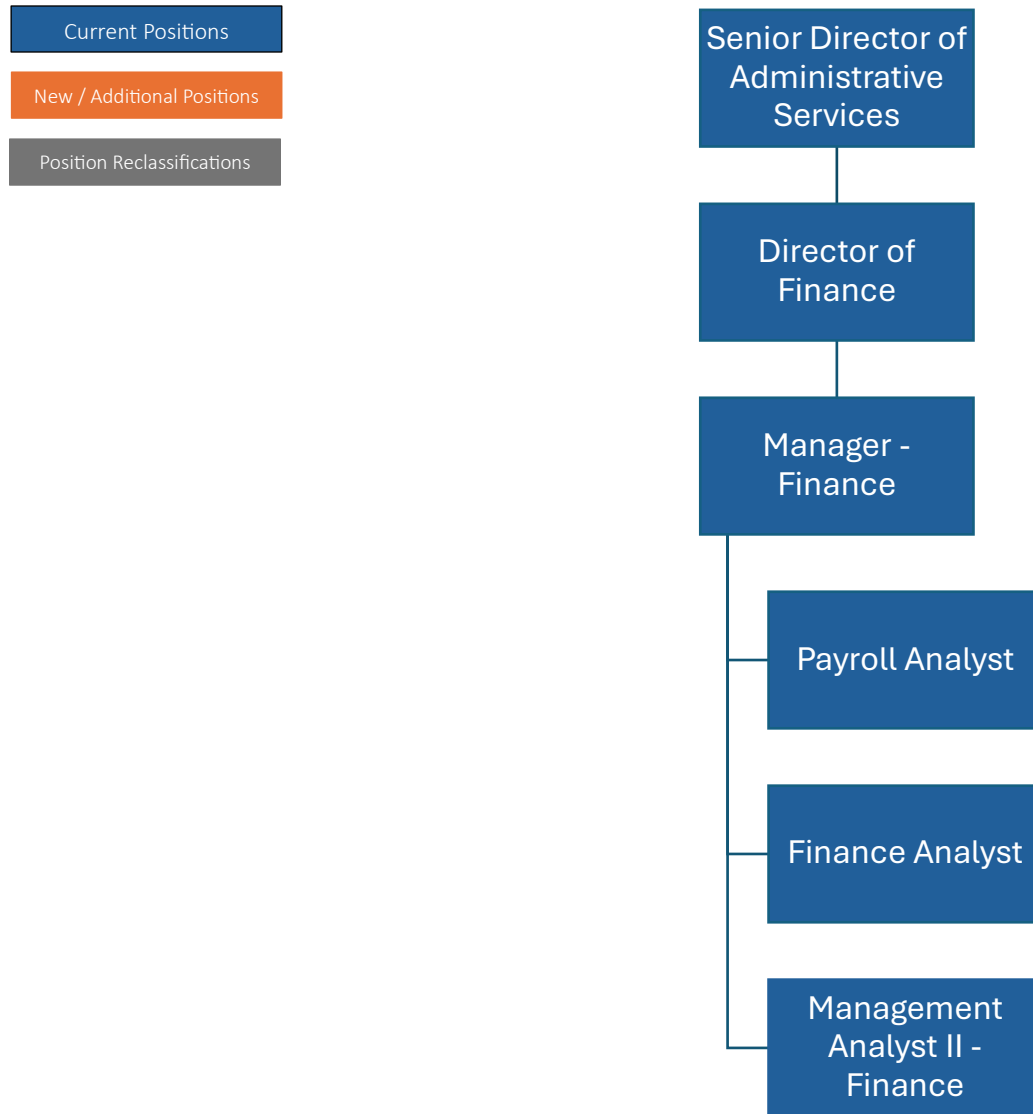 Current Positions
New / Additional Positions
Position Reclassifications
Senior Director of
Administrative
Services
Director of
Finance
Manager -
Finance
Payroll Analyst
Finance Analyst
Management
Analyst II -
Finance